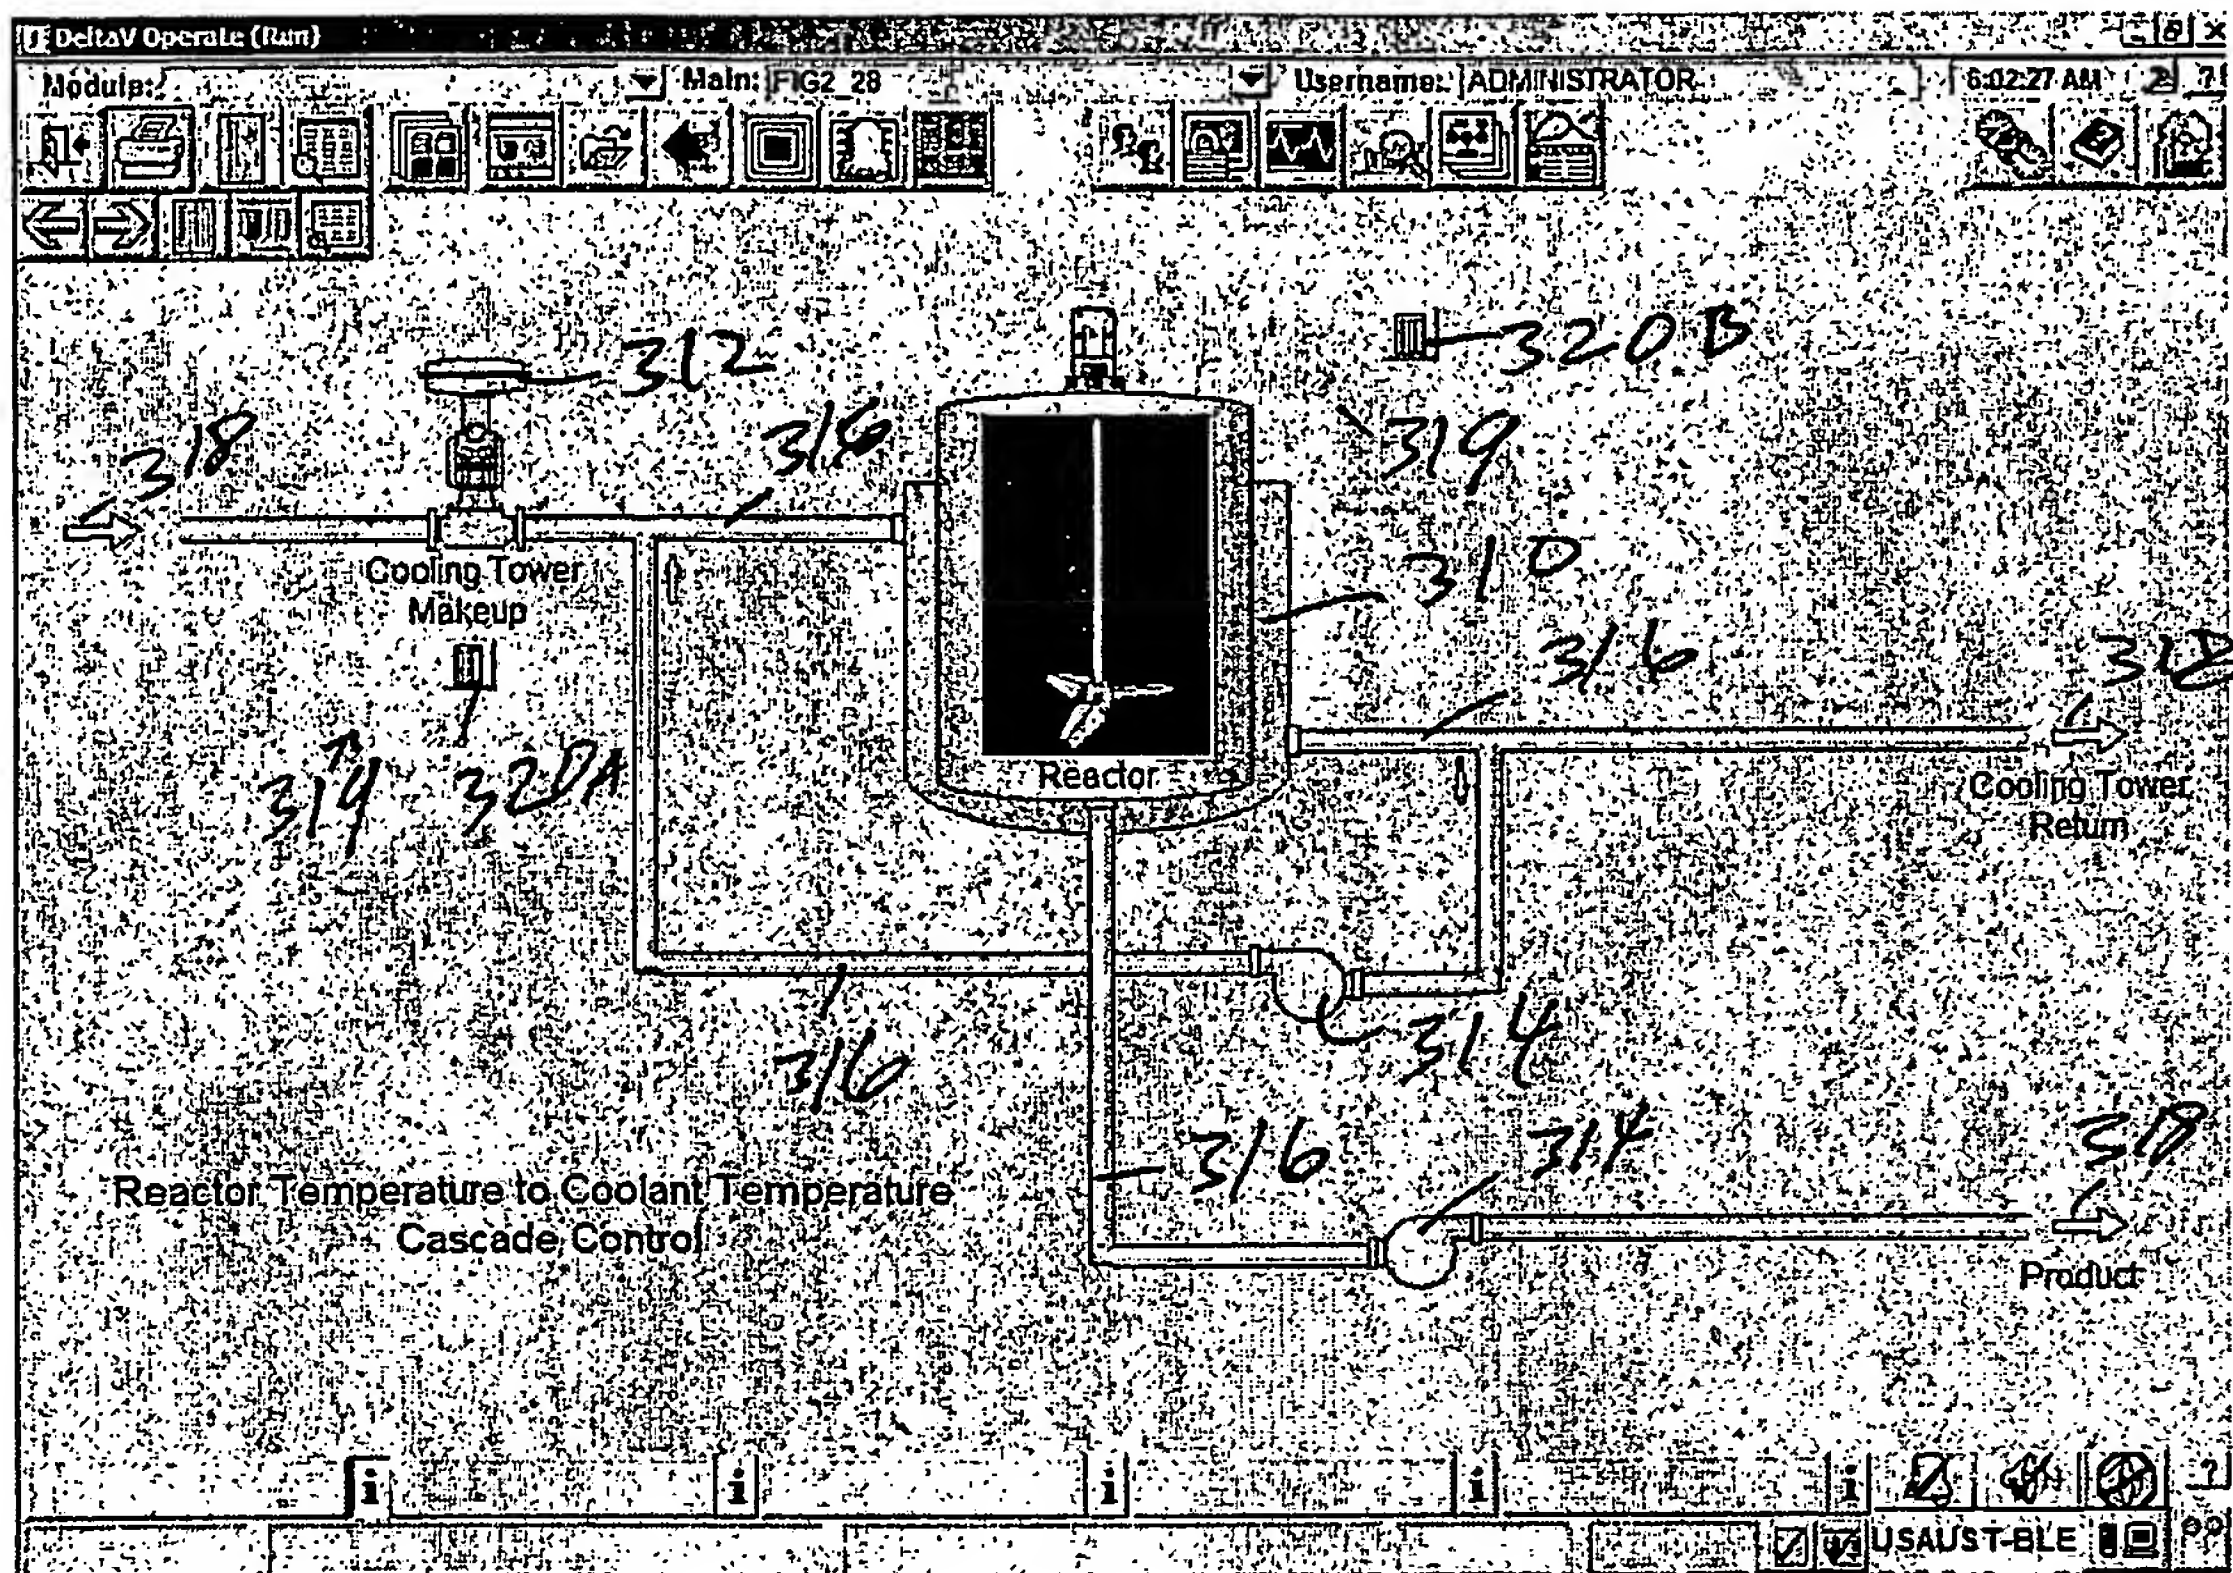 DeltaV Operate (Run)
Module: Main: FIG2_28 Username: ADMINISTRATOR 6:02:27 AM ?
320B
312
319
318
316
310
Cooling Tower
Makeup
316
318
319
320A
Reactor
Cooling Tower
Return
316
314
316
314
318
Reactor Temperature to Coolant Temperature
Cascade Control
Product
i i i i i ?
USAUST-BLE